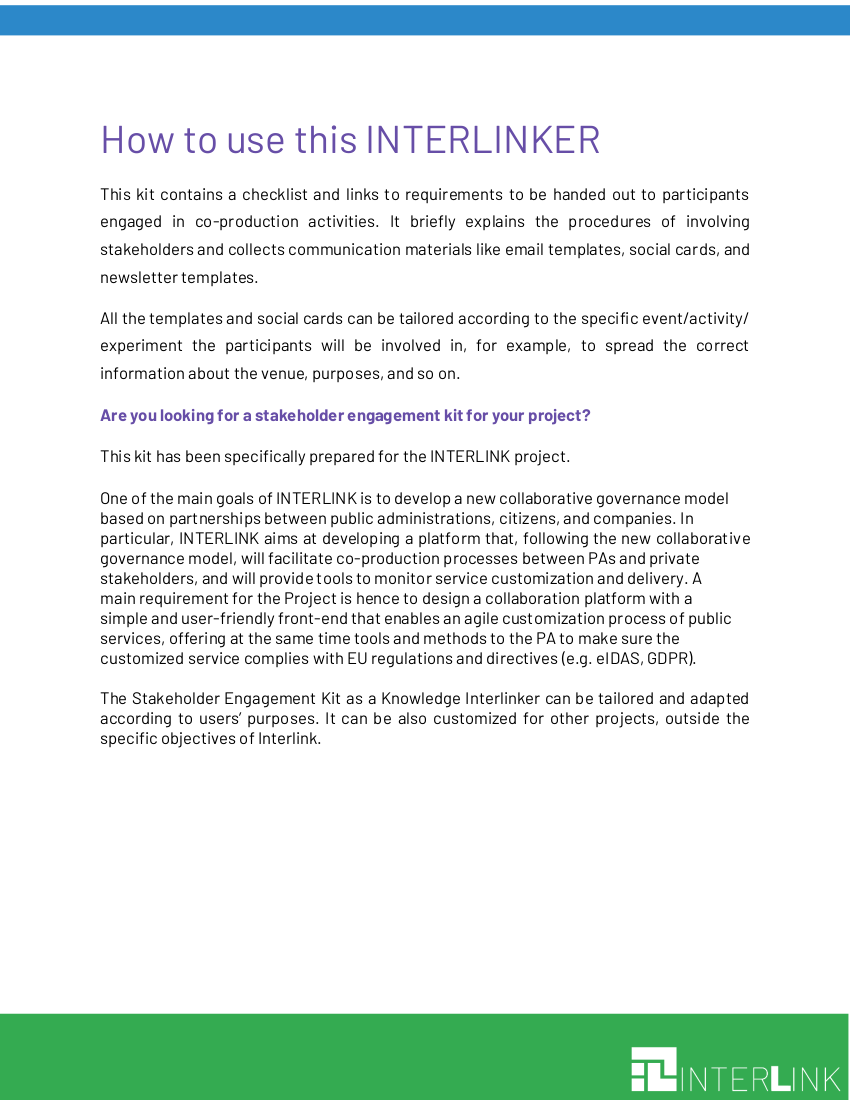 How to use this INTERLINKER
This kit contains a checklist and links to requirements to be handed out to participants
engaged in co-production activities. It briefly explains the procedures of involving
stakeholders and collects communication materials like email templates, social cards, and
newsletter templates.
All the templates and social cards can be tailored according to the specific event/activity/
experiment the participants will be involved in, for example, to spread the correct
information about the venue, purposes, and so on.
Are you looking for a stakeholder engagement kit for your project?
This kit has been specifically prepared for the INTERLINK project.
One of the main goals of INTERLINK is to develop a new collaborative governance model
based on partnerships between public administrations, citizens, and companies. In
particular, INTERLINK aims at developing a platform that, following the new collaborative
governance model, will facilitate co-production processes between PAs and private
stakeholders, and will provide tools to monitor service customization and delivery. A
main requirement for the Project is hence to design a collaboration platform with a
simple and user-friendly front-end that enables an agile customization process of public
services, offering at the same time tools and methods to the PA to make sure the
customized service complies with EU regulations and directives (e.g. eIDAS, GDPR).
The Stakeholder Engagement Kit as a Knowledge Interlinker can be tailored and adapted
according to users' purposes. It can be also customized for other projects, outside the
specific objectives of Interlink.
INTERLINK